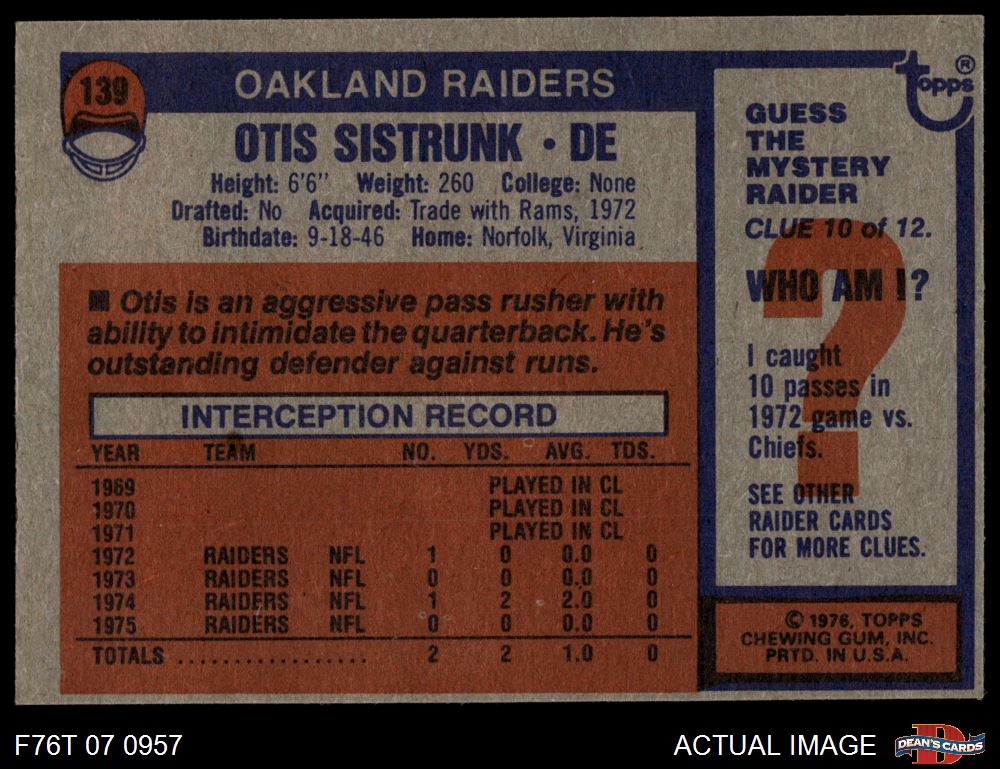 139
OAKLAND RAIDERS
OTIS SISTRUNK • DE
Height: 6'6" Weight: 260 College: None
Drafted: No Acquired: Trade with Rams, 1972
Birthdate: 9-18-46 Home: Norfolk, Virginia
■ Otis is an aggressive pass rusher with
ability to intimidate the quarterback. He's
outstanding defender against runs.
INTERCEPTION RECORD
YEAR TEAM NO. YDS. AVG. TDS.
1969 PLAYED IN CL
1970 PLAYED IN CL
1971 PLAYED IN CL
1972 RAIDERS NFL 1 0 0.0 0
1973 RAIDERS NFL 0 0 0.0 0
1974 RAIDERS NFL 1 2 2.0 0
1975 RAIDERS NFL 0 0 0.0 0
TOTALS .................. 2 2 1.0 0
topps ®
GUESS
THE
MYSTERY
RAIDER
CLUE 10 of 12.
?
WHO AM I?
I caught
10 passes in
1972 game vs.
Chiefs.
SEE OTHER
RAIDER CARDS
FOR MORE CLUES.
© 1976, TOPPS
CHEWING GUM, INC.
PRTD. IN U.S.A.
F76T 07 0957
ACTUAL IMAGE
D
DEAN'S CARDS